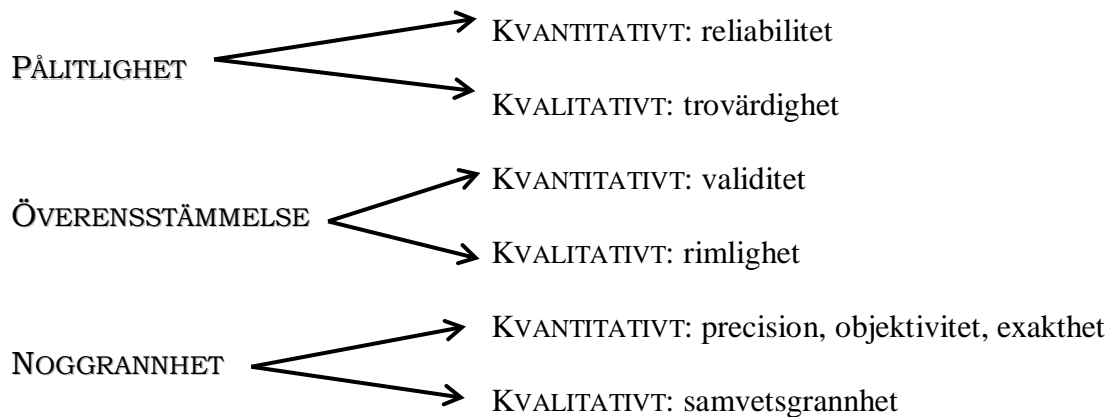 KVANTITATIVT: reliabilitet
PÅLITLIGHET
KVALITATIVT: trovärdighet
KVANTITATIVT: validitet
ÖVERENSSTÄMMELSE
KVALITATIVT: rimlighet
KVANTITATIVT: precision, objektivitet, exakthet
NOGGRANNHET
KVALITATIVT: samvetsgrannhet